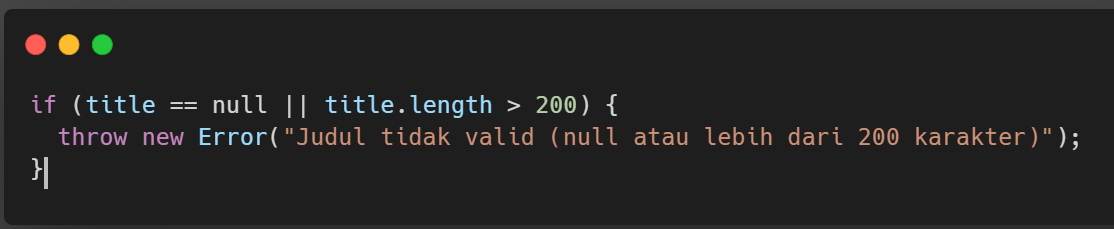 if (title == null || title.length > 200) {
  throw new Error("Judul tidak valid (null atau lebih dari 200 karakter)");
}